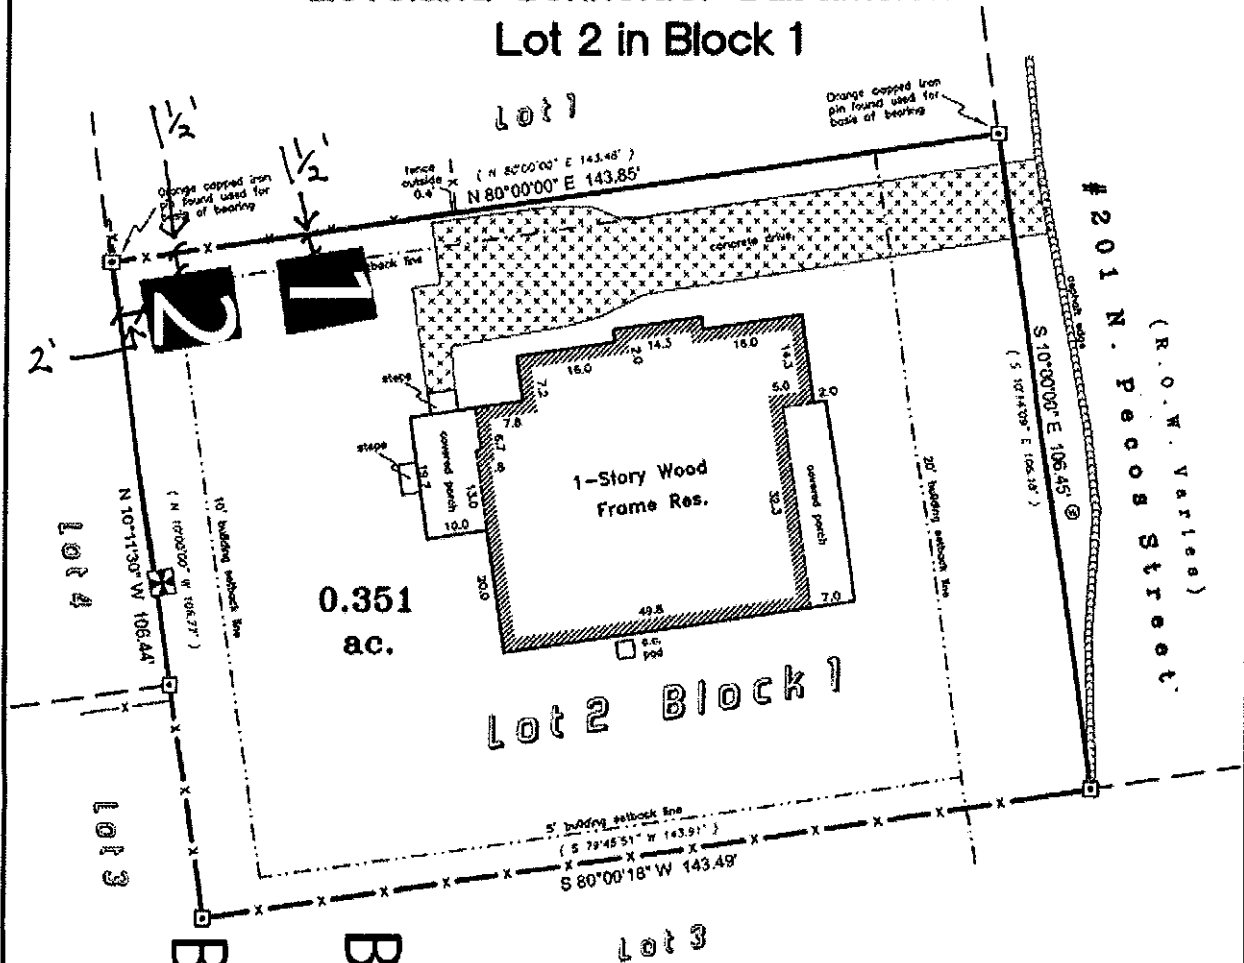 Lot 2 in Block 1
Lot 1
1/2'
1/2'
Orange capped iron
pin found used for
basis of bearing
Orange capped iron
pin found used for
basis of bearing
fence
outside
0.4'
( N 80°00'00" E 143.48' )
N 80°00'00" E 143.85'
concrete drive
setback line
1
2
2'
asphalt edge
# 201 N. Pecos Street
( R.O.W. Varies )
S 10°00'00" E 106.45'
steps
steps
covered porch
19.7
13.0
10.0
7.8
6.7
.8
7.2
16.0
2.0
14.3
16.0
14.3
5.0
2.0
32.3
covered porch
7.0
49.8
20.0
1-Story Wood
Frame Res.
a.c.
pad
20' building setback line
10' building setback line
N 10°11'30" W 106.44'
Lot 4
0.351
ac.
Lot 2 Block 1
5' building setback line
( S 79°45'51" W 143.91' )
S 80°00'18" W 143.49'
Lot 3
Lot 3
B
B